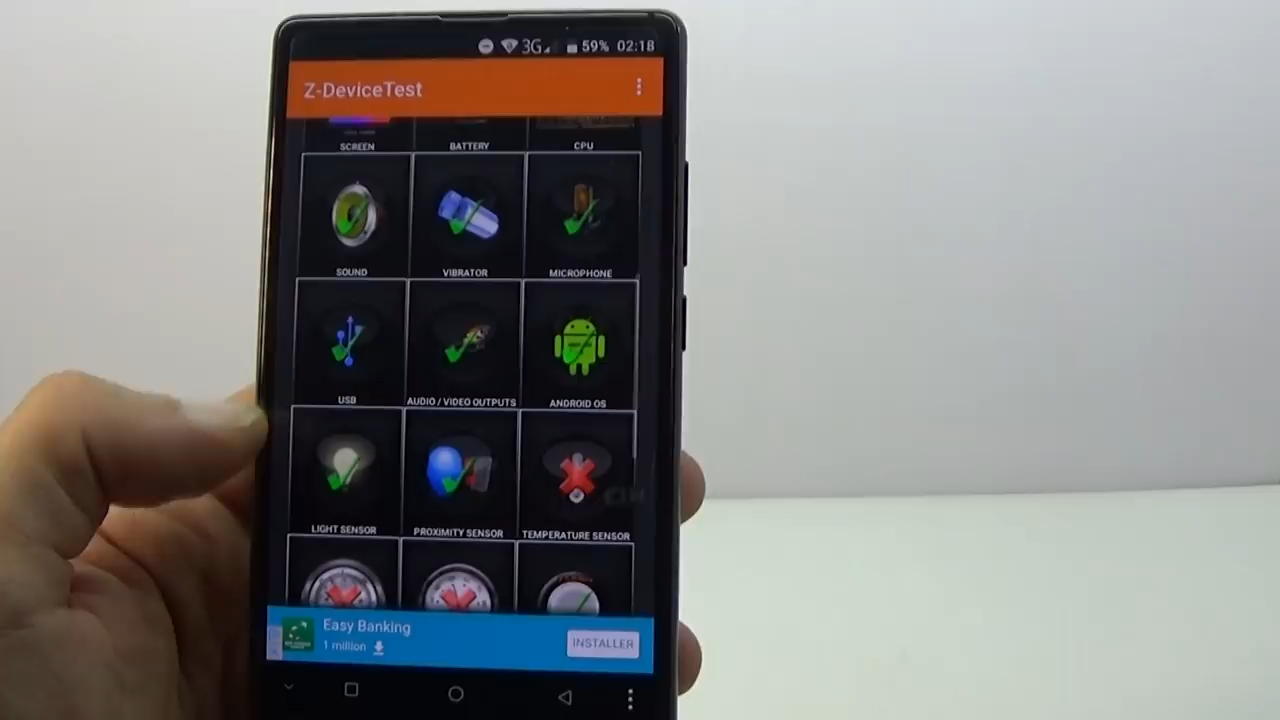 3G 59% 02:18
Z-DeviceTest
SCREEN BATTERY CPU
SOUND VIBRATOR MICROPHONE
USB AUDIO / VIDEO OUTPUTS ANDROID OS
LIGHT SENSOR PROXIMITY SENSOR TEMPERATURE SENSOR
Easy Banking
1 million
INSTALLER